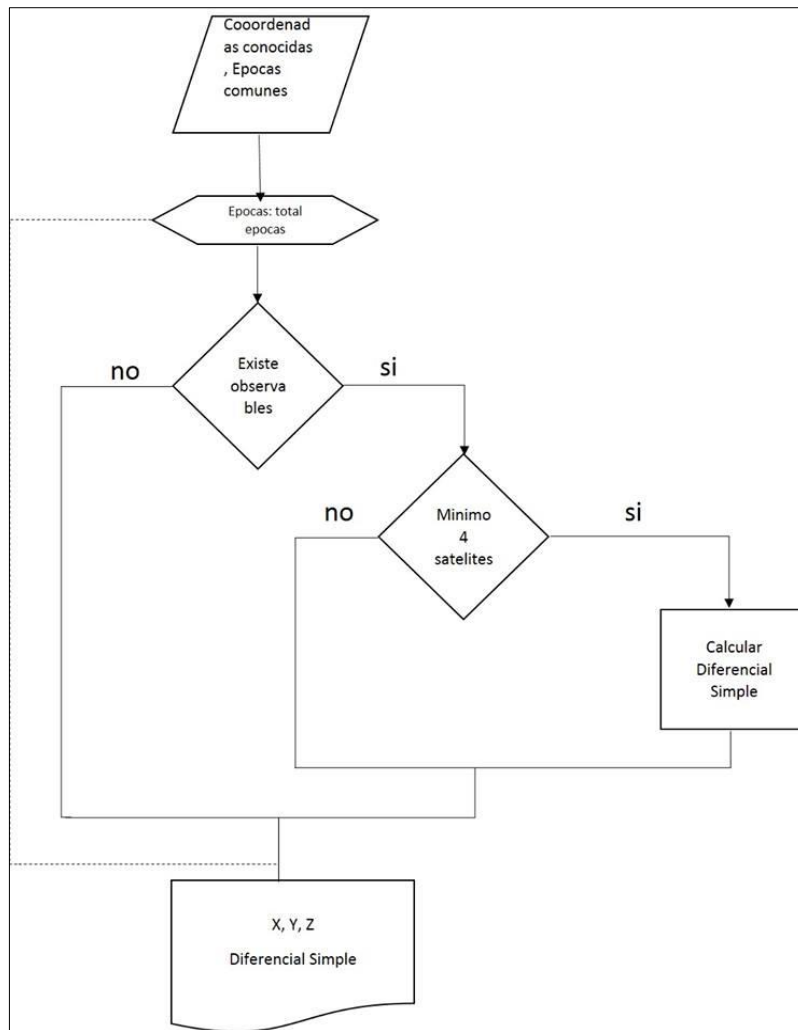 Cooordenad
as conocidas
, Epocas
comunes
Epocas: total
epocas
no
Existe
observa
bles
si
no
Minimo
4
satelites
si
Calcular
Diferencial
Simple
X, Y, Z
Diferencial Simple